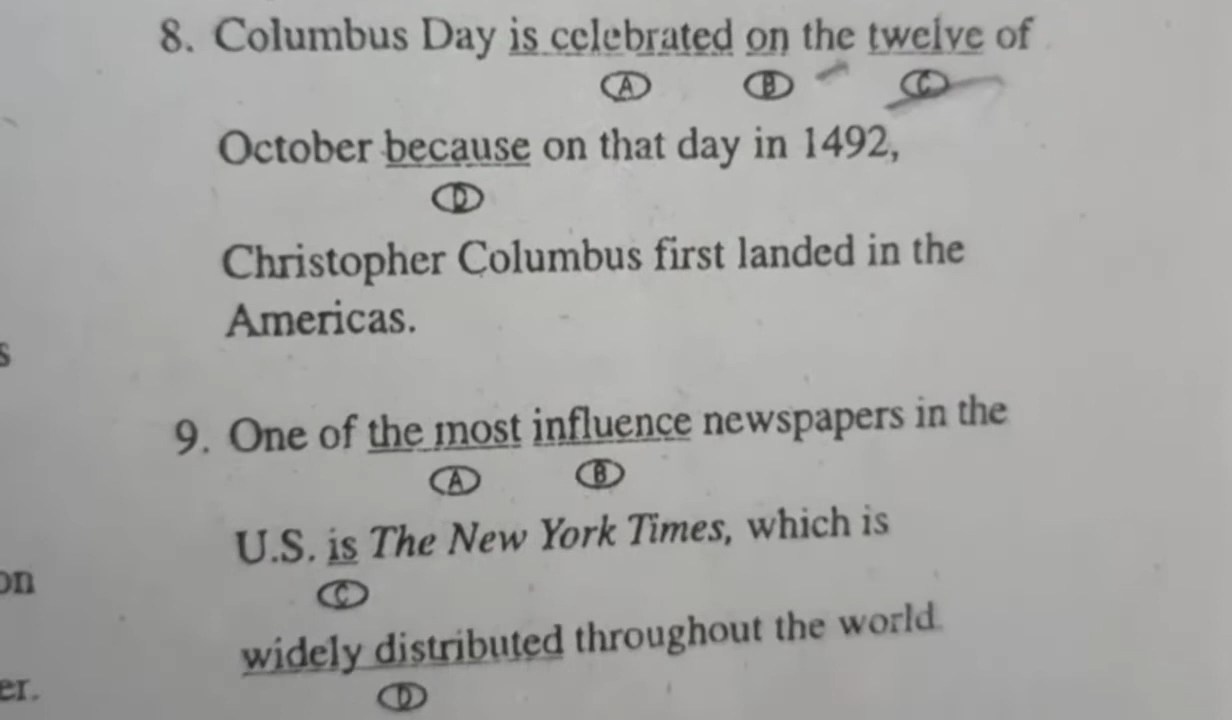 8. Columbus Day is celebrated on the twelve of
A B C
October because on that day in 1492,
D
Christopher Columbus first landed in the
Americas.
s
9. One of the most influence newspapers in the
A B
U.S. is The New York Times, which is
on
C
widely distributed throughout the world.
er.
D